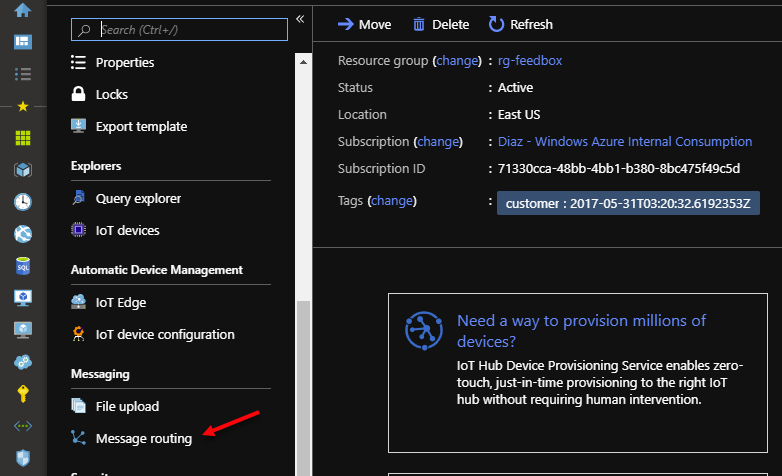 Search (Ctrl+/)
«
Properties
Locks
Export template
Explorers
Query explorer
IoT devices
Automatic Device Management
IoT Edge
IoT device configuration
Messaging
File upload
Message routing
Move Delete Refresh
Resource group (change) : rg-feedbox
Status : Active
Location : East US
Subscription (change) : Diaz - Windows Azure Internal Consumption
Subscription ID : 71330cca-48bb-4bb1-b380-8bc475f49c5d
Tags (change) : customer : 2017-05-31T03:20:32.6192353Z
Need a way to provision millions of
devices?
IoT Hub Device Provisioning Service enables zero-
touch, just-in-time provisioning to the right IoT
hub without requiring human intervention.